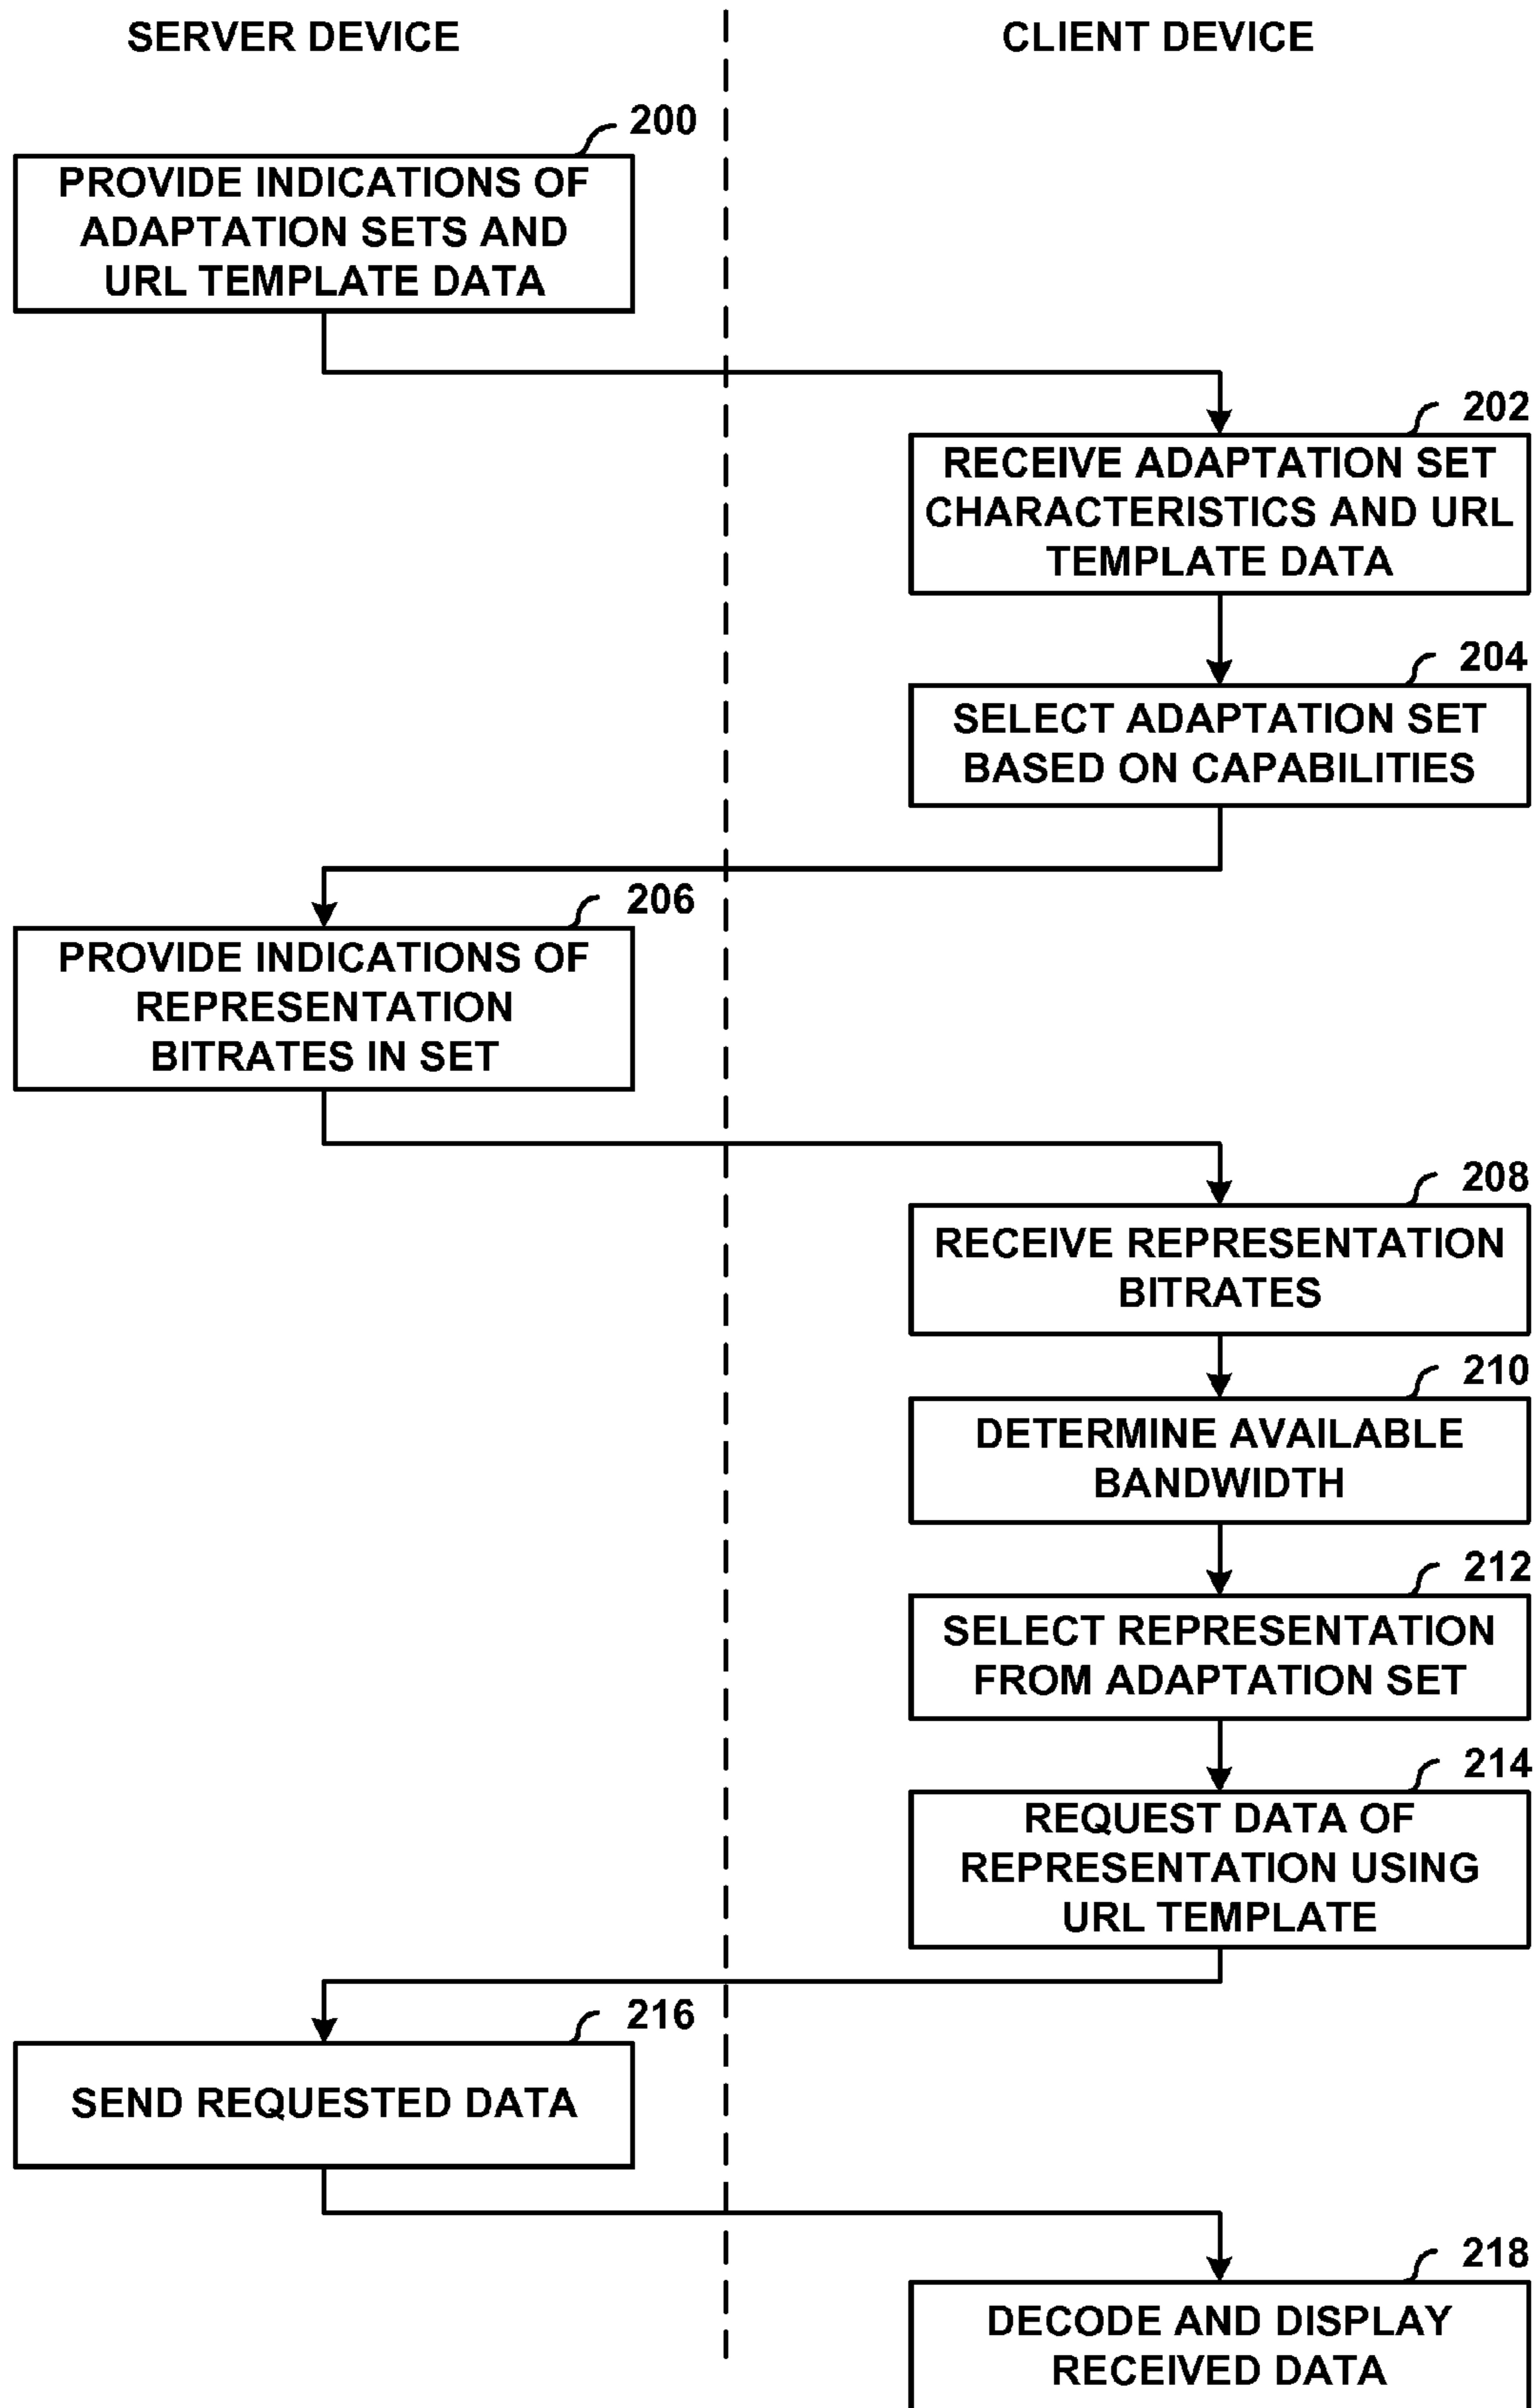 SERVER DEVICE
CLIENT DEVICE
200
PROVIDE INDICATIONS OF
ADAPTATION SETS AND
URL TEMPLATE DATA
202
RECEIVE ADAPTATION SET
CHARACTERISTICS AND URL
TEMPLATE DATA
204
SELECT ADAPTATION SET
BASED ON CAPABILITIES
206
PROVIDE INDICATIONS OF
REPRESENTATION
BITRATES IN SET
208
RECEIVE REPRESENTATION
BITRATES
210
DETERMINE AVAILABLE
BANDWIDTH
212
SELECT REPRESENTATION
FROM ADAPTATION SET
214
REQUEST DATA OF
REPRESENTATION USING
URL TEMPLATE
216
SEND REQUESTED DATA
218
DECODE AND DISPLAY
RECEIVED DATA